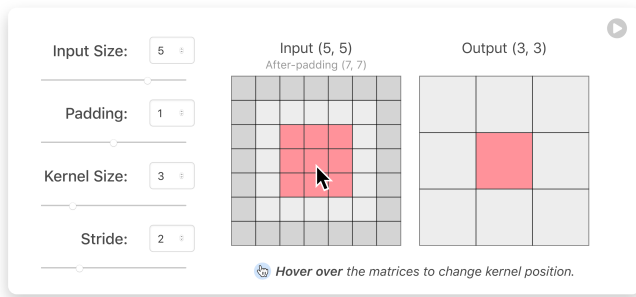 Input Size: 5
Padding: 1
Kernel Size: 3
Stride: 2
Input (5, 5)
After-padding (7, 7)
Output (3, 3)
Hover over the matrices to change kernel position.